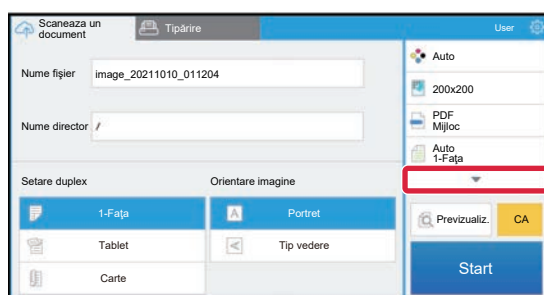 Scaneaza un
document
Tipărire
User
Nume fişier
image_20211010_011204
Nume director
/
Setare duplex
1-Faţa
Tablet
Carte
Orientare imagine
A
Portret
Tip vedere
Auto
200x200
PDF
Mijloc
Auto
1-Faţa
Previzualiz.
CA
Start